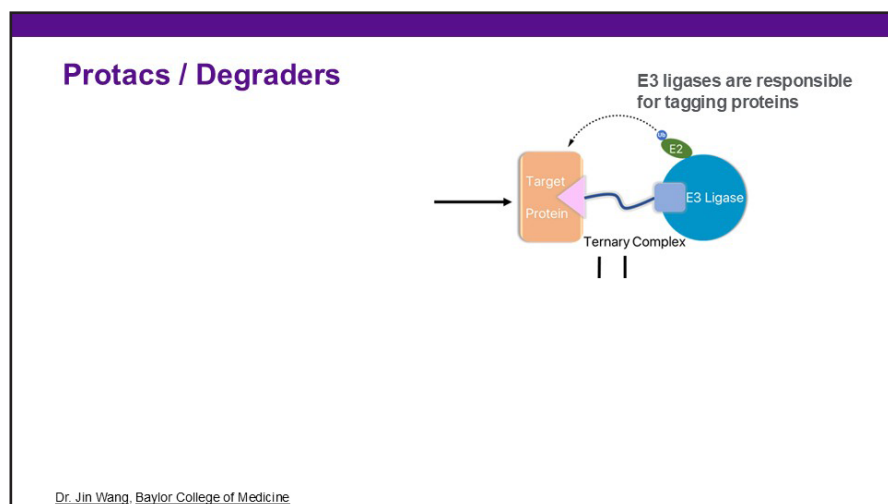 Protacs / Degraders
E3 ligases are responsible
for tagging proteins
Ub
E2
Target
Protein
E3 Ligase
Ternary Complex
Dr. Jin Wang, Baylor College of Medicine